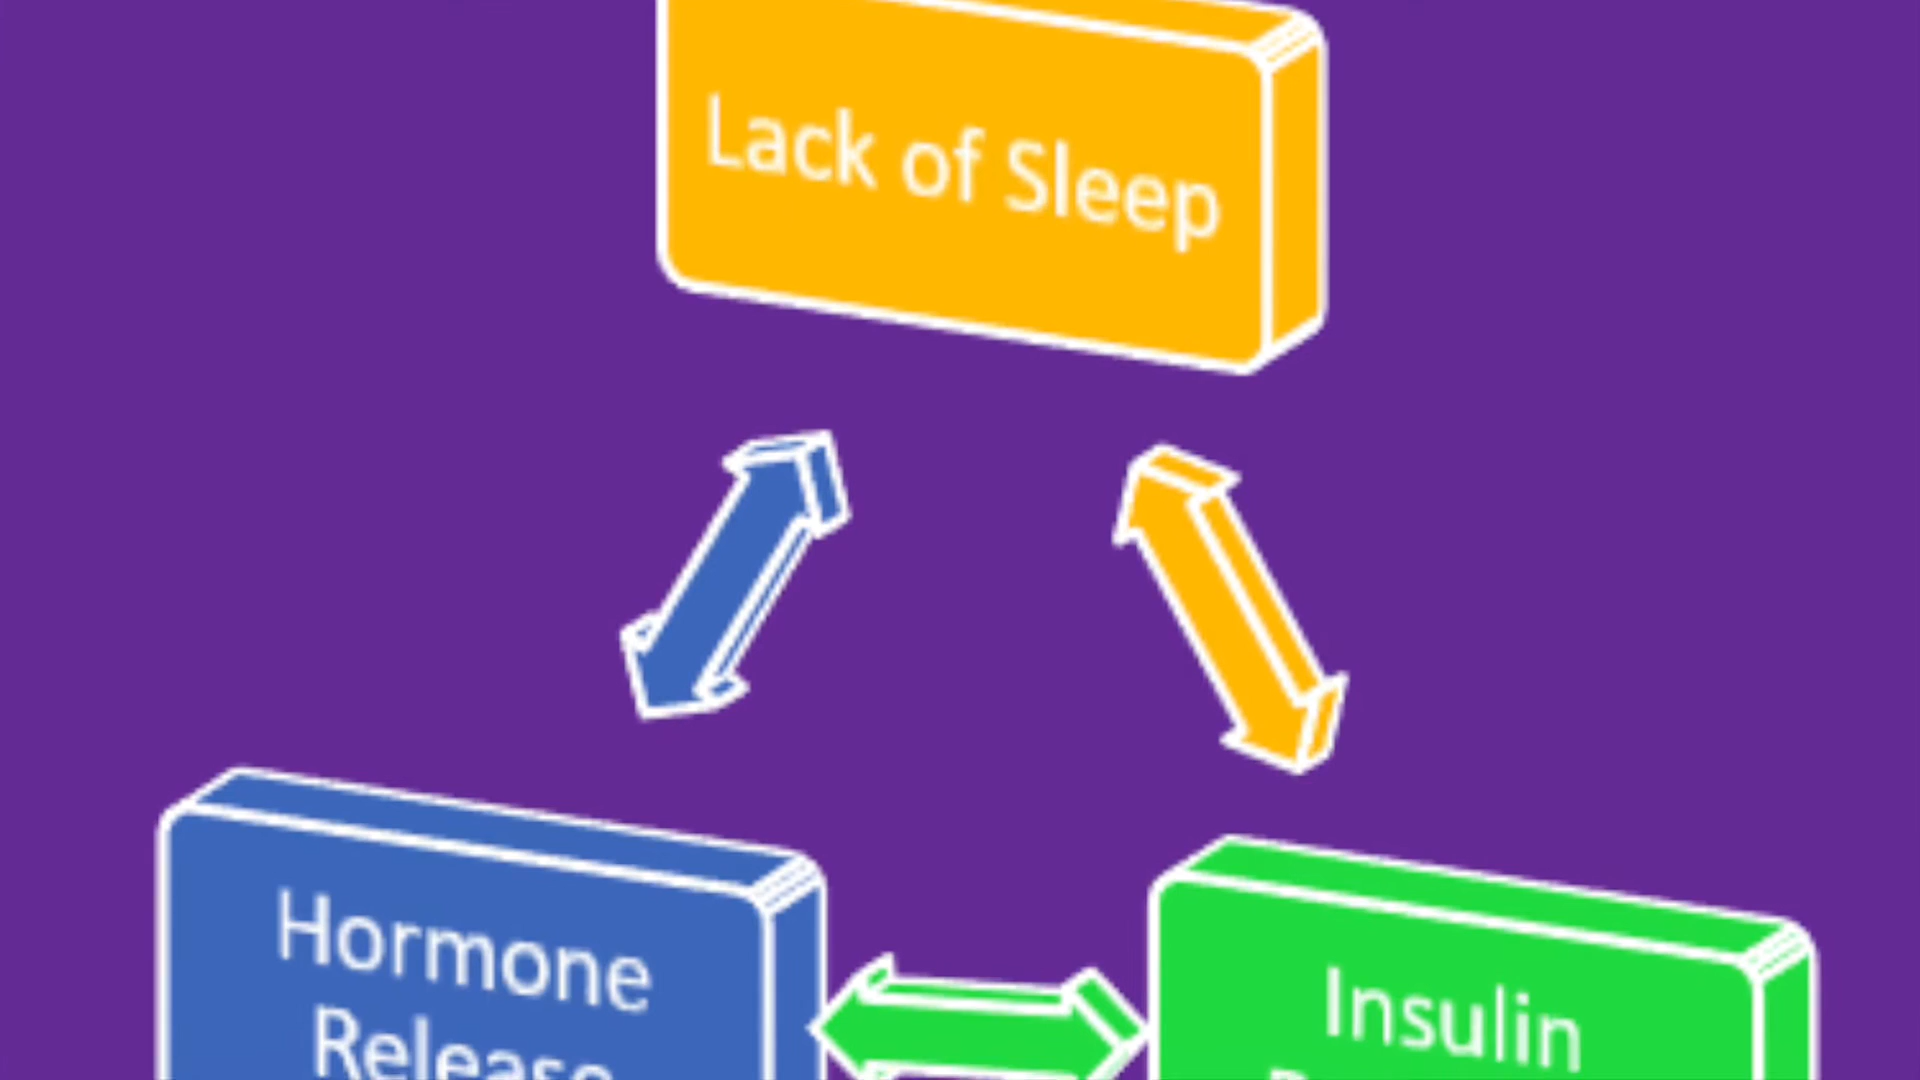 Lack of Sleep
Hormone
Release
Insulin